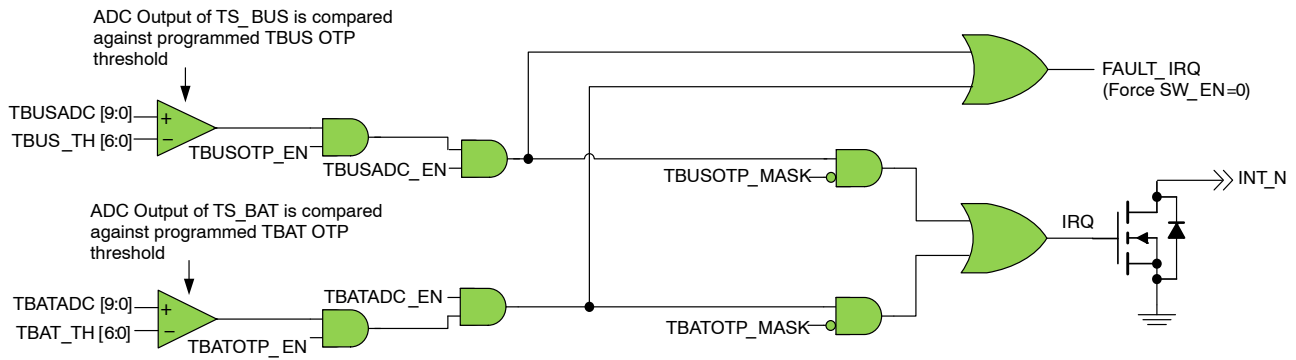 ADC Output of TS_BUS is compared
against programmed TBUS OTP
threshold
TBUSADC [9:0]
+
TBUS_TH [6:0]
−
TBUSOTP_EN
TBUSADC_EN
FAULT_IRQ
(Force SW_EN=0)
TBUSOTP_MASK
INT_N
ADC Output of TS_BAT is compared
against programmed TBAT OTP
threshold
IRQ
TBATADC [9:0]
+
TBAT_TH [6:0]
−
TBATADC_EN
TBATOTP_EN
TBATOTP_MASK